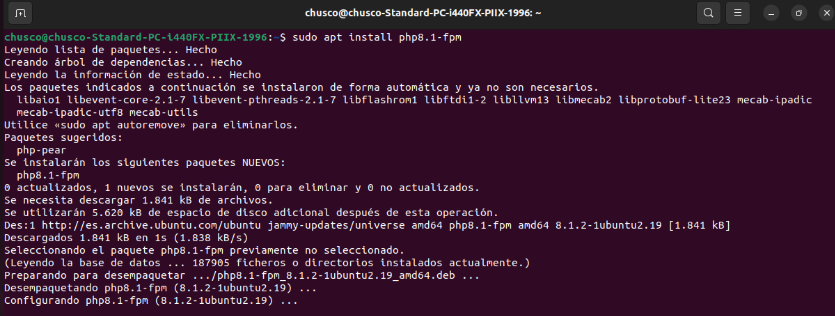 chusco@chusco-Standard-PC-i440FX-PIIX-1996: ~
chusco@chusco-Standard-PC-i440FX-PIIX-1996:~$ sudo apt install php8.1-fpm
Leyendo lista de paquetes... Hecho
Creando árbol de dependencias... Hecho
Leyendo la información de estado... Hecho
Los paquetes indicados a continuación se instalaron de forma automática y ya no son necesarios.
  libaio1 libevent-core-2.1-7 libevent-pthreads-2.1-7 libflashrom1 libftdi1-2 libllvm13 libmecab2 libprotobuf-lite23 mecab-ipadic
  mecab-ipadic-utf8 mecab-utils
Utilice «sudo apt autoremove» para eliminarlos.
Paquetes sugeridos:
  php-pear
Se instalarán los siguientes paquetes NUEVOS:
  php8.1-fpm
0 actualizados, 1 nuevos se instalarán, 0 para eliminar y 0 no actualizados.
Se necesita descargar 1.841 kB de archivos.
Se utilizarán 5.620 kB de espacio de disco adicional después de esta operación.
Des:1 http://es.archive.ubuntu.com/ubuntu jammy-updates/universe amd64 php8.1-fpm amd64 8.1.2-1ubuntu2.19 [1.841 kB]
Descargados 1.841 kB en 1s (1.838 kB/s)
Seleccionando el paquete php8.1-fpm previamente no seleccionado.
(Leyendo la base de datos ... 187905 ficheros o directorios instalados actualmente.)
Preparando para desempaquetar .../php8.1-fpm_8.1.2-1ubuntu2.19_amd64.deb ...
Desempaquetando php8.1-fpm (8.1.2-1ubuntu2.19) ...
Configurando php8.1-fpm (8.1.2-1ubuntu2.19) ...